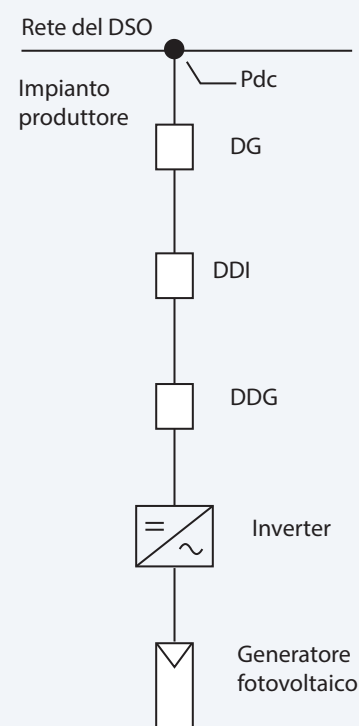 Rete del DSO
Pdc
Impianto
produttore
DG
DDI
DDG
Inverter
Generatore
fotovoltaico